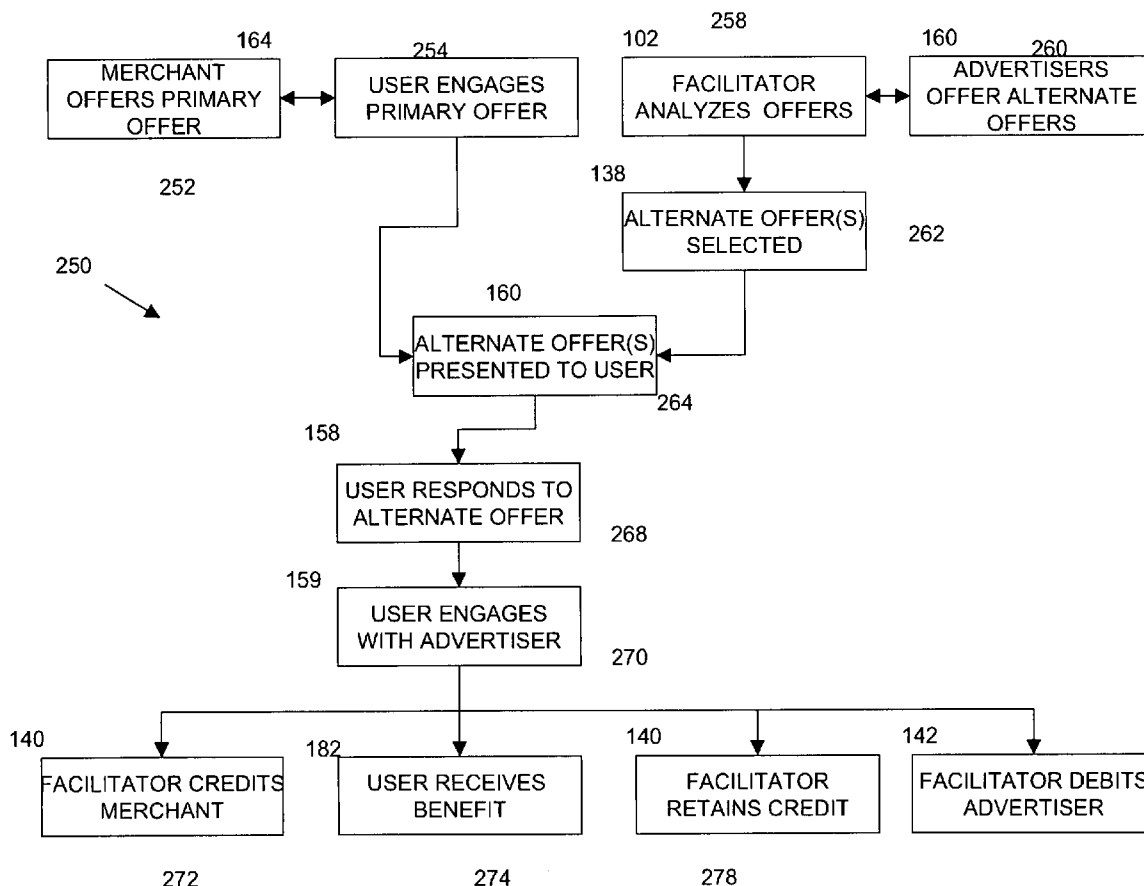 258
164
254
102
160
260
MERCHANT
OFFERS PRIMARY
OFFER
USER ENGAGES
PRIMARY OFFER
FACILITATOR
ANALYZES OFFERS
ADVERTISERS
OFFER ALTERNATE
OFFERS
252
138
ALTERNATE OFFER(S)
SELECTED
262
250
160
ALTERNATE OFFER(S)
PRESENTED TO USER
264
158
USER RESPONDS TO
ALTERNATE OFFER
268
159
USER ENGAGES
WITH ADVERTISER
270
140
182
140
142
FACILITATOR CREDITS
MERCHANT
USER RECEIVES
BENEFIT
FACILITATOR
RETAINS CREDIT
FACILITATOR DEBITS
ADVERTISER
272
274
278